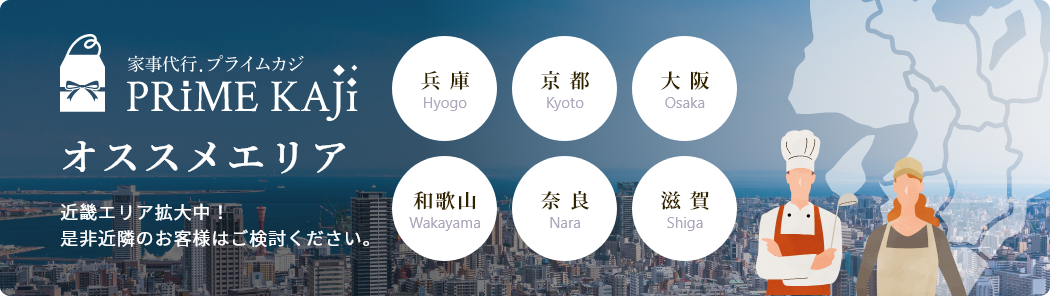 家事代行.プライムカジ
PRiME KAJi
オススメエリア
近畿エリア拡大中！
是非近隣のお客様はご検討ください。
兵庫
Hyogo
京都
Kyoto
大阪
Osaka
和歌山
Wakayama
奈良
Nara
滋賀
Shiga